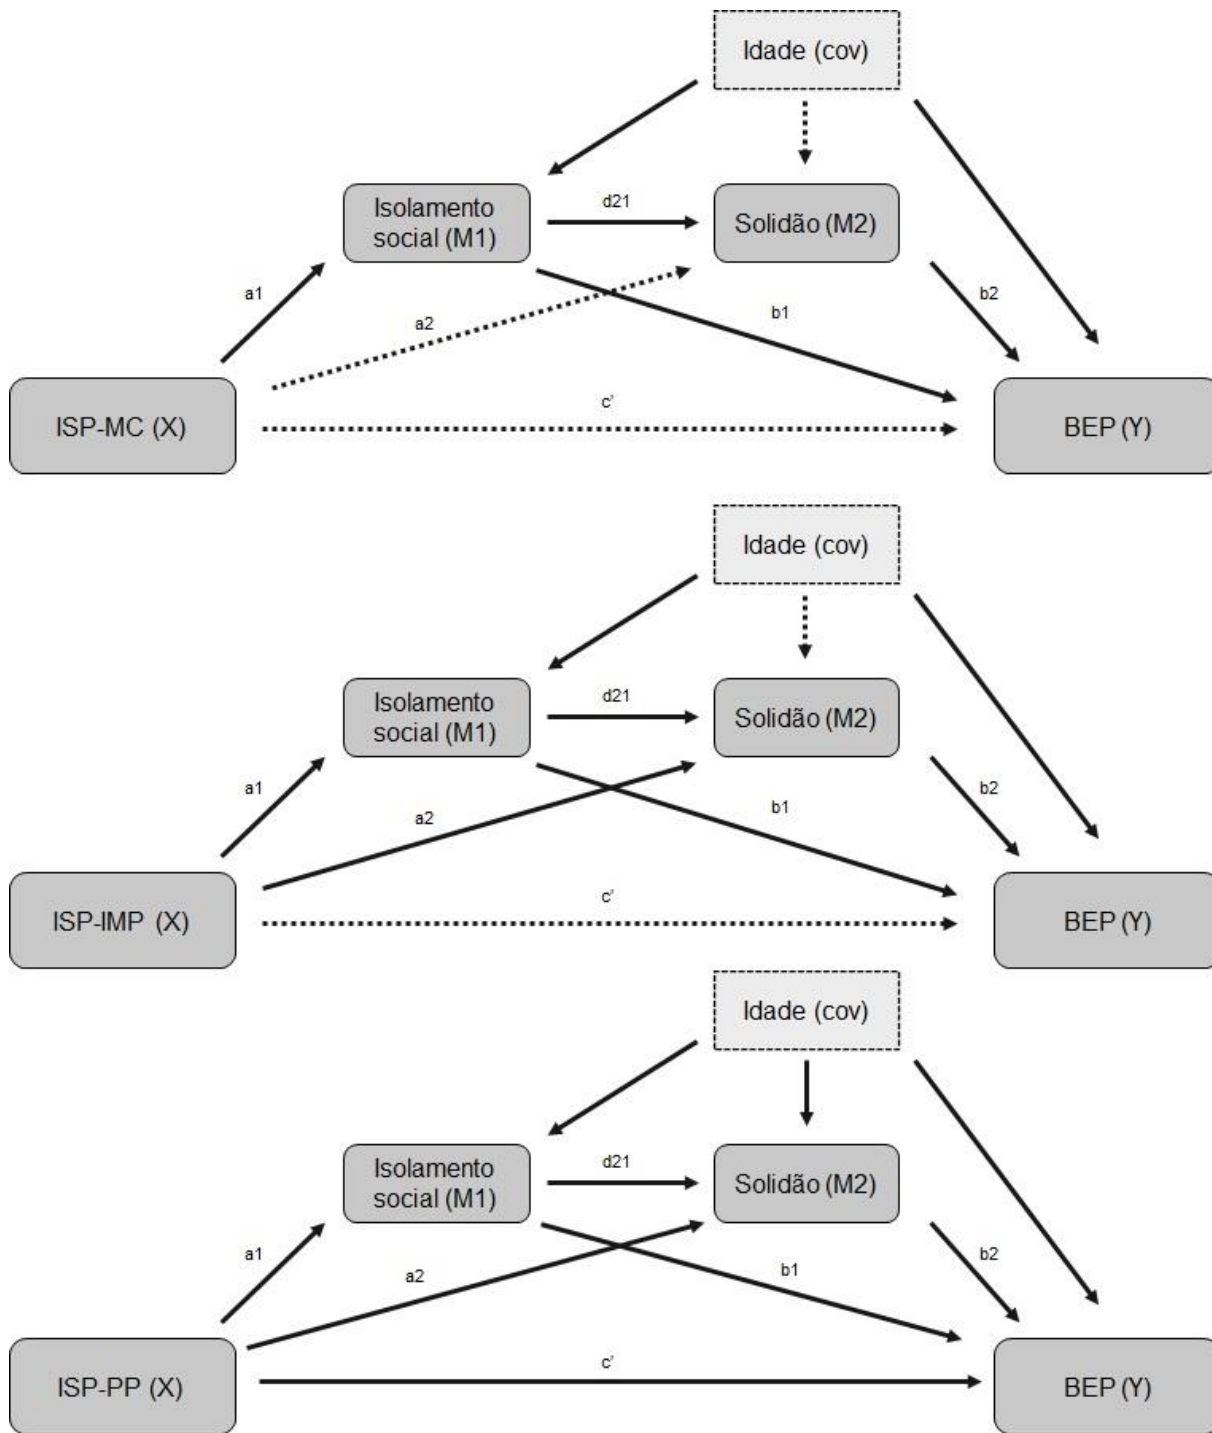 Idade (cov)
Isolamento
social (M1)
d21
Solidão (M2)
a1
a2
b1
b2
ISP-MC (X)
c'
BEP (Y)
Idade (cov)
Isolamento
social (M1)
d21
Solidão (M2)
a1
a2
b1
b2
ISP-IMP (X)
c'
BEP (Y)
Idade (cov)
Isolamento
social (M1)
d21
Solidão (M2)
a1
a2
b1
b2
ISP-PP (X)
c'
BEP (Y)